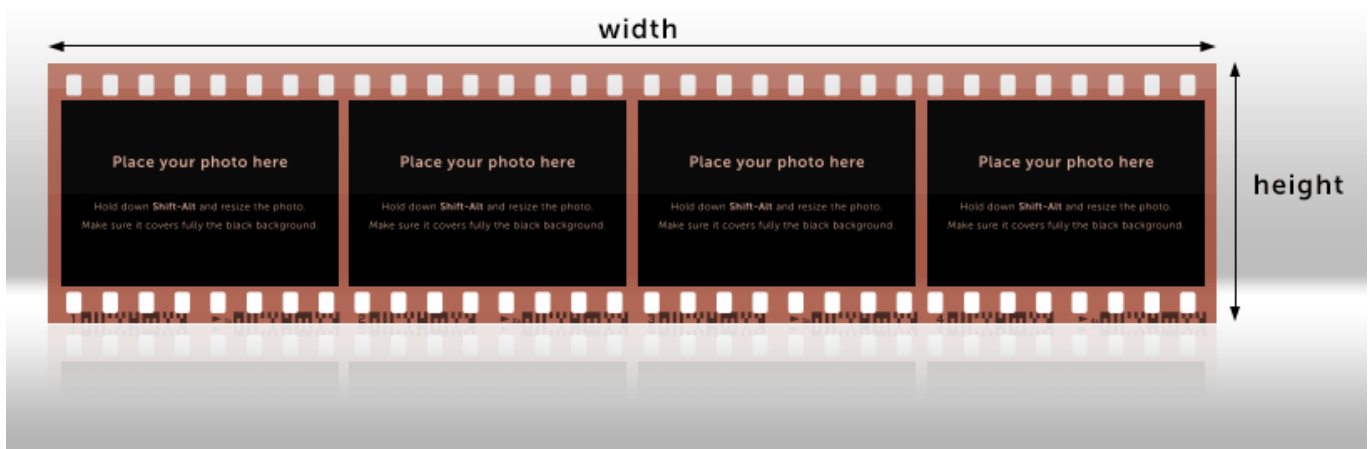 width
height
Place your photo here
Hold down Shift-Alt and resize the photo.
Make sure it covers fully the black background.
Place your photo here
Hold down Shift-Alt and resize the photo.
Make sure it covers fully the black background.
Place your photo here
Hold down Shift-Alt and resize the photo.
Make sure it covers fully the black background.
Place your photo here
Hold down Shift-Alt and resize the photo.
Make sure it covers fully the black background.
1 2 3 4